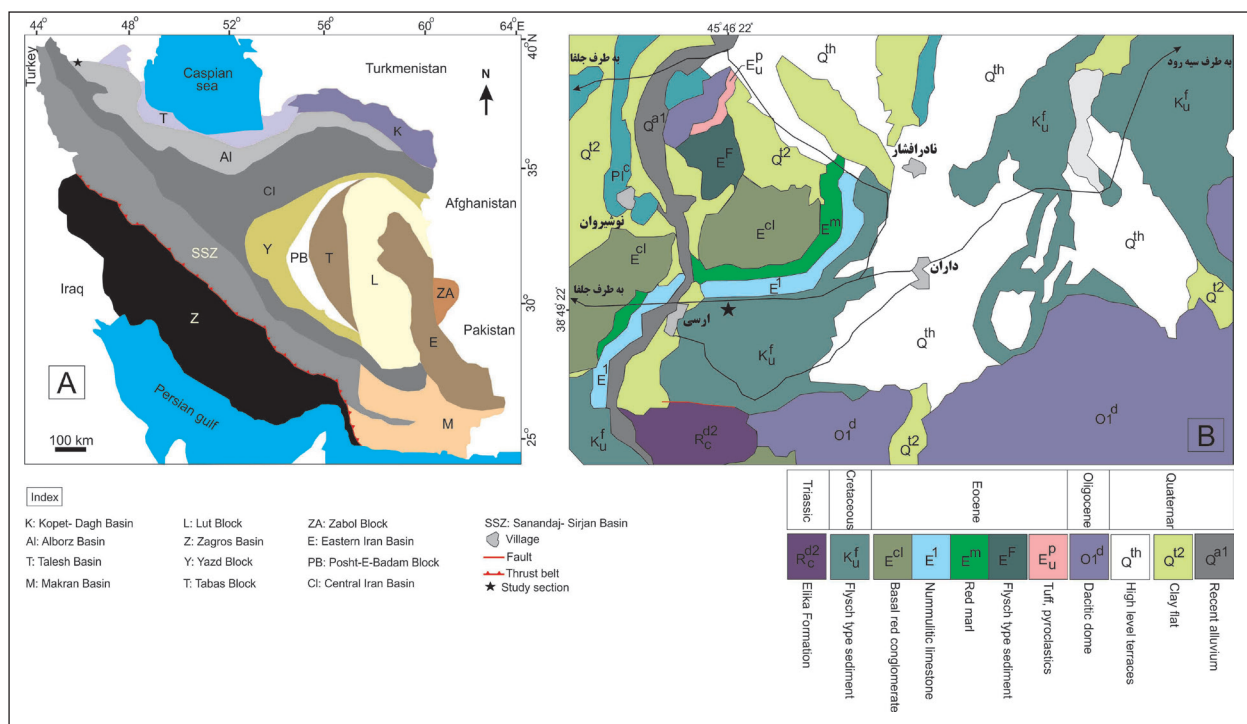 44° 48° 52° 56° 60° 64°E
40°N
35°
30°
25°
Turkey
Caspian
sea
Turkmenistan
N
T
K
Al
Cl
Afghanistan
SSZ
Y
PB
T
L
ZA
Iraq
Z
Pakistan
E
A
Persian gulf
M
100 km
45° 46' 22"
38° 49' 22"
به طرف جلفا
Q^th
E_u^p
Q^th
به طرف سیه رود
K_u^f
K_u^f
Q^a1
Q^t2
E^F
Q^t2
نادرافشار
Pl^c
نوشیروان
E^cl
E^m
E^cl
Q^th
داران
به طرف جلفا
E^1
Q^t2
ارسی
Q^th
K_u^f
E^1
K_u^f
R_c^d2
O1^d
Q^t2
O1^d
B
Index
K: Kopet- Dagh Basin
Al: Alborz Basin
T: Talesh Basin
M: Makran Basin
L: Lut Block
Z: Zagros Basin
Y: Yazd Block
T: Tabas Block
ZA: Zabol Block
E: Eastern Iran Basin
PB: Posht-E-Badam Block
Cl: Central Iran Basin
SSZ: Sanandaj- Sirjan Basin
Village
Fault
Thrust belt
Study section
Triassic
Cretaceous
Eocene
Oligocene
Quaternar
R_c^d2
K_u^f
E^cl
E^1
E^m
E^F
E_u^p
O1^d
Q^th
Q^t2
Q^a1
Elika Formation
Flysch type sediment
Basal red conglomerate
Nummulitic limestone
Red marl
Flysch type sediment
Tuff, pyroclastics
Dacitic dome
High level terraces
Clay flat
Recent alluvium